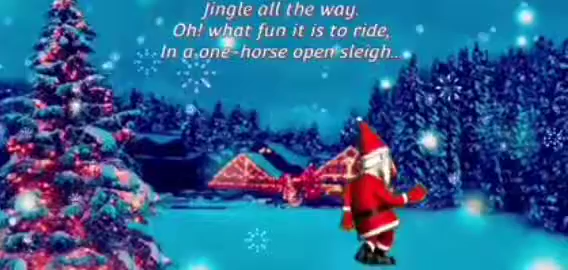 Jingle all the way.
Oh! what fun it is to ride,
In a one-horse open sleigh..